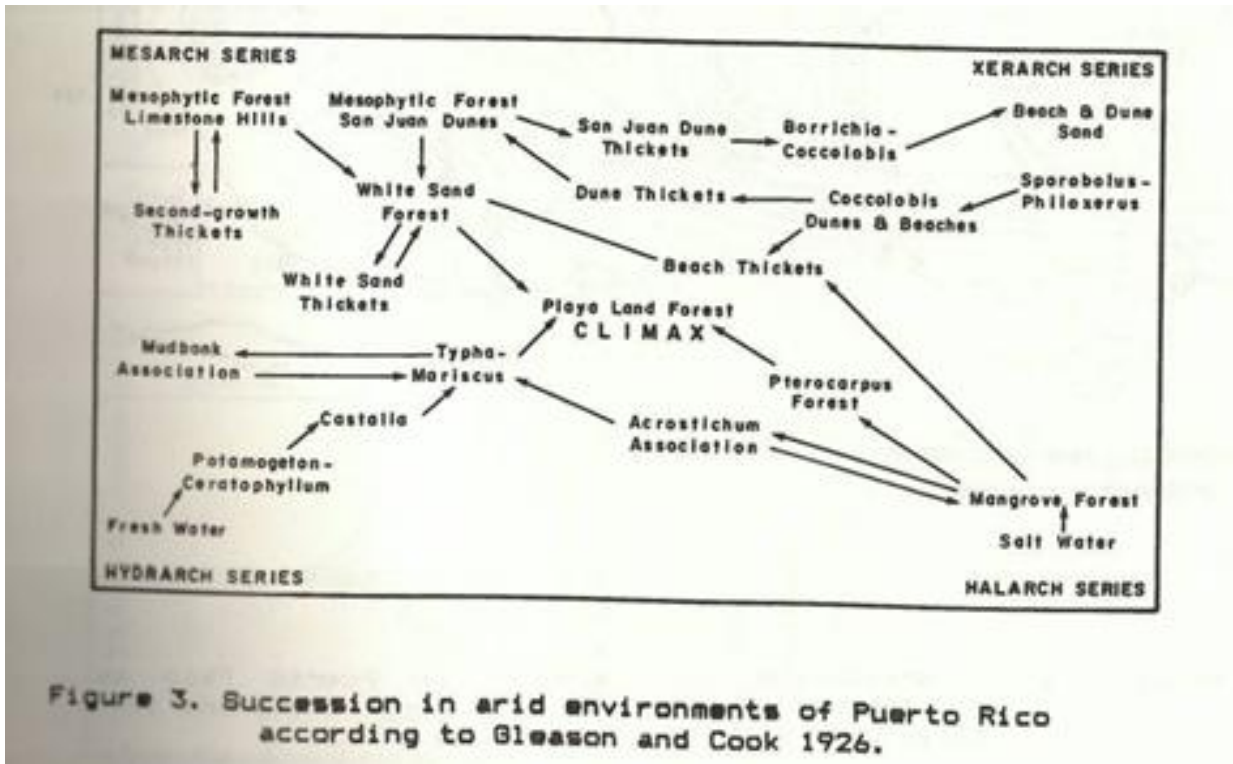 MESARCH SERIES
XERARCH SERIES
Mesophytic Forest
Limestone Hills
Mesophytic Forest
San Juan Dunes
San Juan Dune
Thickets
Borrichia-
Coccolobis
Beach & Dune
Sand
Second-growth
Thickets
White Sand
Forest
Dune Thickets
Coccolobis
Dunes & Beaches
Sporobolus-
Philoxerus
White Sand
Thickets
Beach Thickets
Playa Land Forest
CLIMAX
Mudbank
Association
Typha-
Mariscus
Pterocarpus
Forest
Castalia
Acrostichum
Association
Potamogeton-
Ceratophyllum
Mangrove Forest
Fresh Water
Salt Water
HYDRARCH SERIES
HALARCH SERIES
Figure 3. Succession in arid environments of Puerto Rico
according to Gleason and Cook 1926.